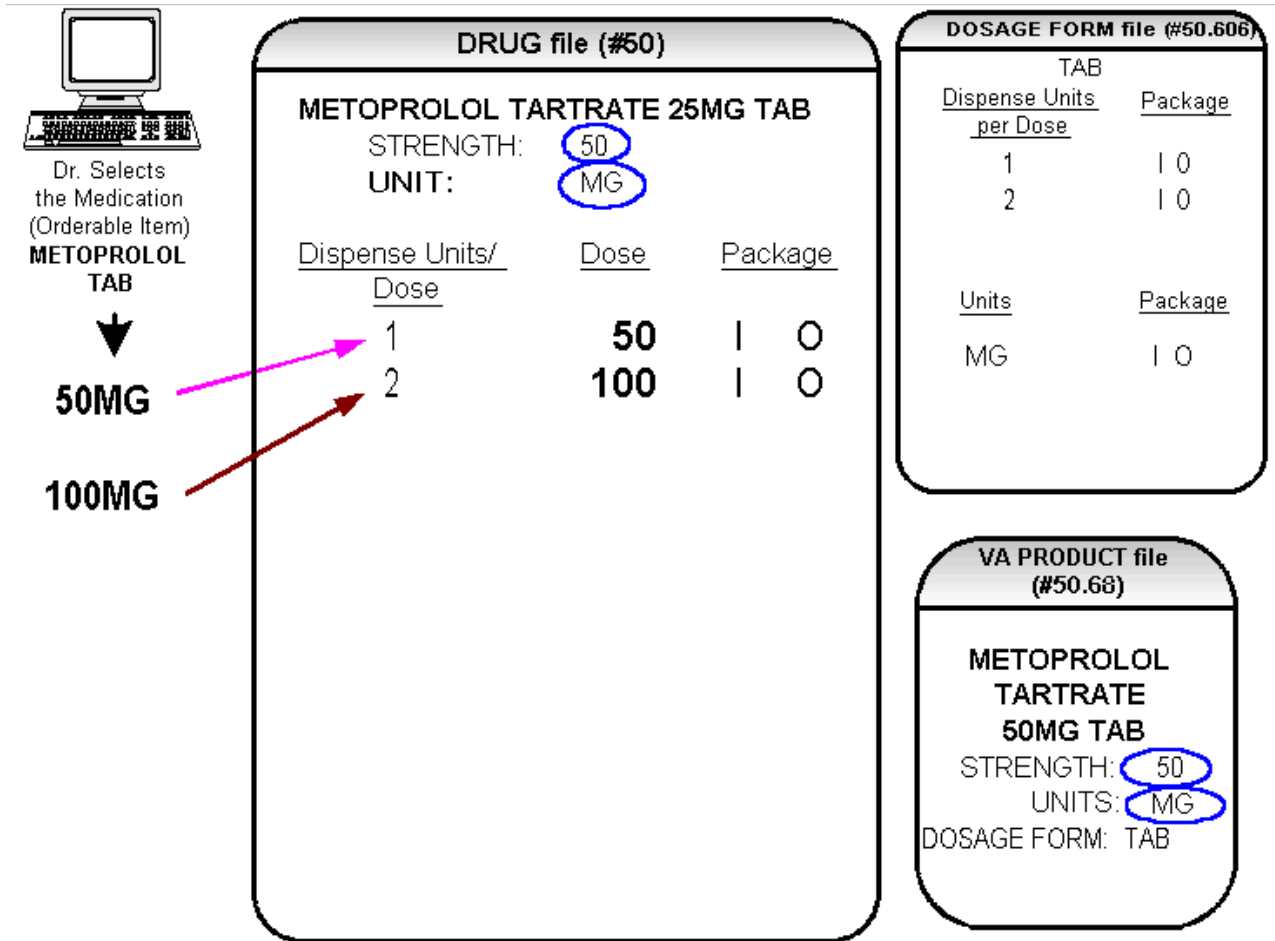 Dr. Selects
the Medication
(Orderable Item)
METOPROLOL
TAB
50MG
100MG
DRUG file (#50)
METOPROLOL TARTRATE 25MG TAB
STRENGTH: 50
UNIT: MG
Dispense Units/ Dose Package
Dose
1 50 I O
2 100 I O
DOSAGE FORM file (#50.606)
TAB
Dispense Units Package
per Dose
1 I O
2 I O
Units Package
MG I O
VA PRODUCT file
(#50.68)
METOPROLOL
TARTRATE
50MG TAB
STRENGTH: 50
UNITS: MG
DOSAGE FORM: TAB